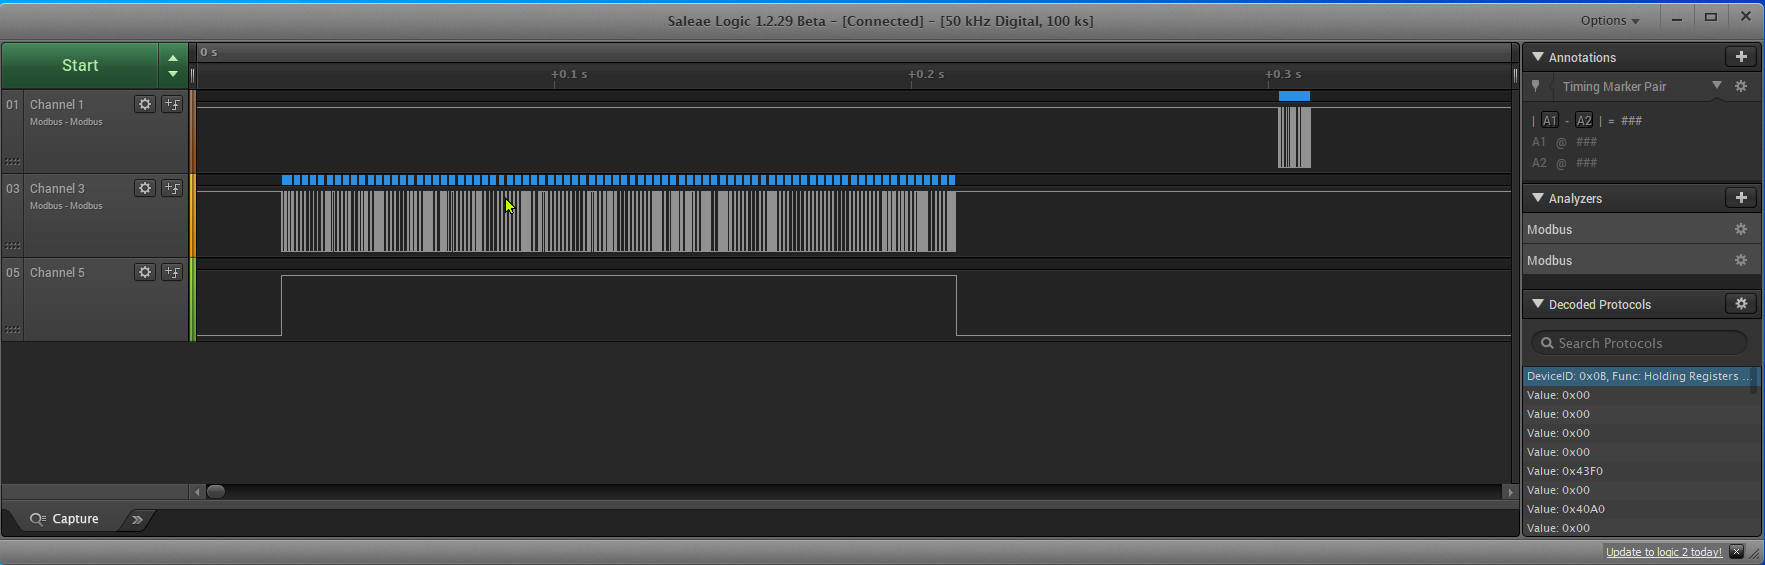 Saleae Logic 1.2.29 Beta - [Connected] - [50 kHz Digital, 100 ks]
Options
Start
0 s
+0.1 s
+0.2 s
+0.3 s
01 Channel 1
Modbus - Modbus
03 Channel 3
Modbus - Modbus
05 Channel 5
Capture
Annotations
Timing Marker Pair
| A1 - A2 | = ###
A1 @ ###
A2 @ ###
Analyzers
Modbus
Modbus
Decoded Protocols
Search Protocols
DeviceID: 0x0B, Func: Holding Registers ...
Value: 0x00
Value: 0x00
Value: 0x00
Value: 0x00
Value: 0x43F0
Value: 0x00
Value: 0x40A0
Value: 0x00
Update to logic 2 today!